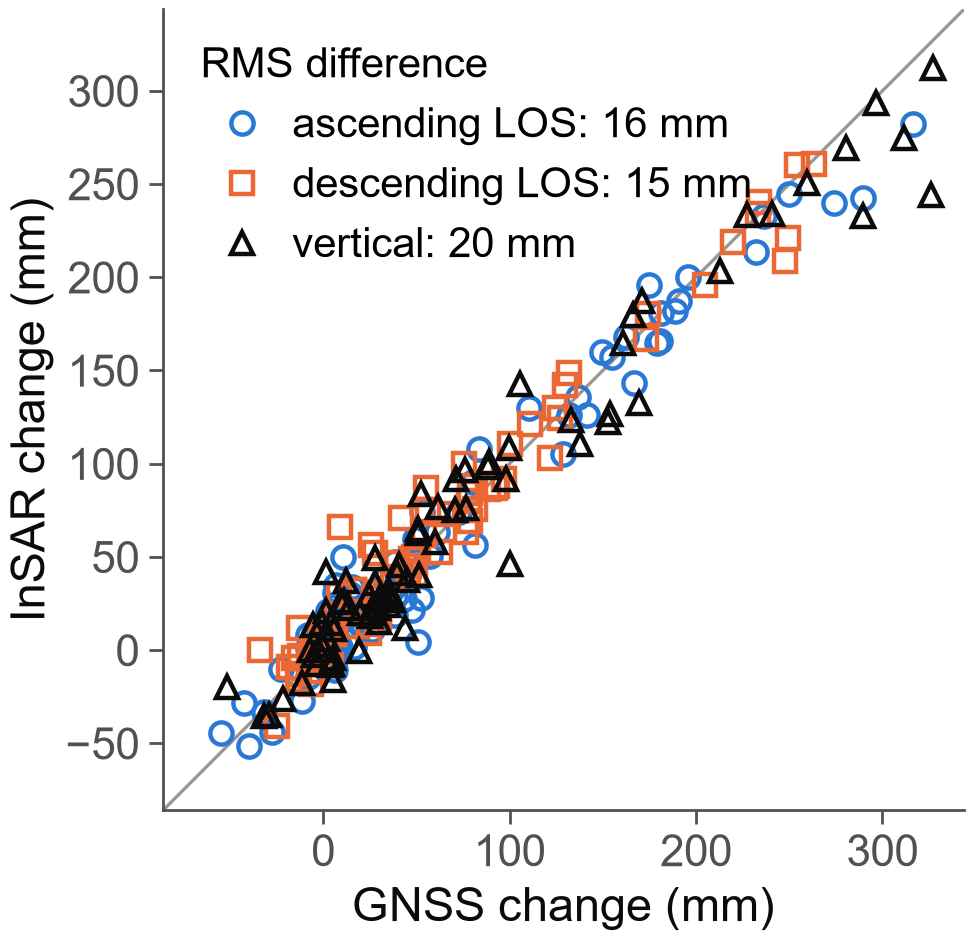 RMS difference
ascending LOS: 16 mm
descending LOS: 15 mm
vertical: 20 mm
InSAR change (mm)
300
250
200
150
100
50
0
−50
0 100 200 300
GNSS change (mm)